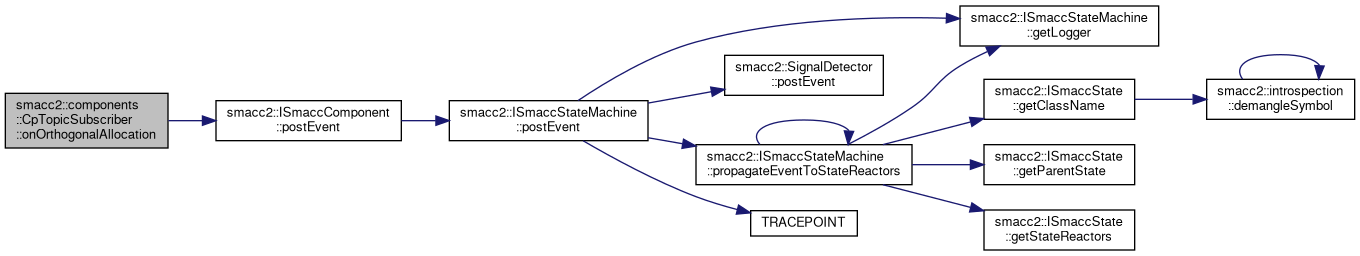 smacc2::components
::CpTopicSubscriber
::onOrthogonalAllocation
smacc2::ISmaccComponent
::postEvent
smacc2::ISmaccStateMachine
::postEvent
smacc2::ISmaccStateMachine
::getLogger
smacc2::SignalDetector
::postEvent
smacc2::ISmaccStateMachine
::propagateEventToStateReactors
TRACEPOINT
smacc2::ISmaccState
::getClassName
smacc2::ISmaccState
::getParentState
smacc2::ISmaccState
::getStateReactors
smacc2::introspection
::demangleSymbol